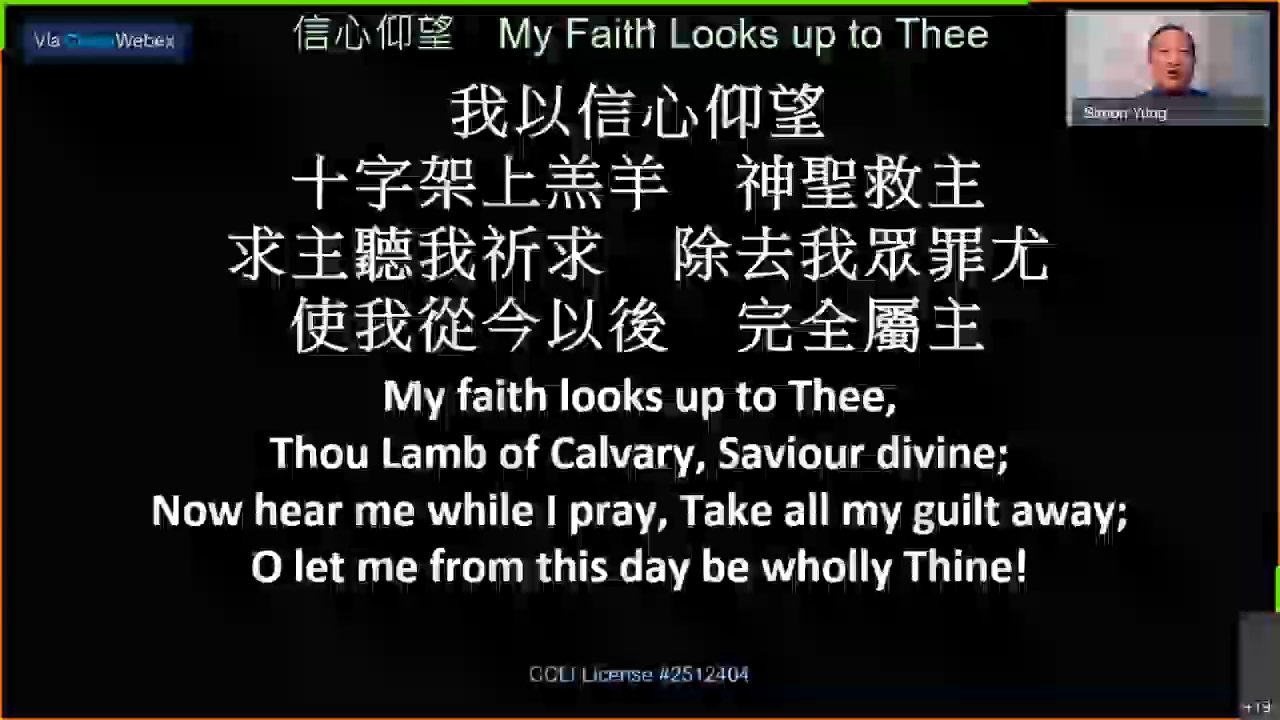 Via Cisco Webex
信心仰望 My Faith Looks up to Thee
Simon Yung
我以信心仰望
十字架上羔羊 神聖救主
求主聽我祈求 除去我眾罪尤
使我從今以後 完全屬主
My faith looks up to Thee,
Thou Lamb of Calvary, Saviour divine;
Now hear me while I pray, Take all my guilt away;
O let me from this day be wholly Thine!
CCLI License #2512404
+19